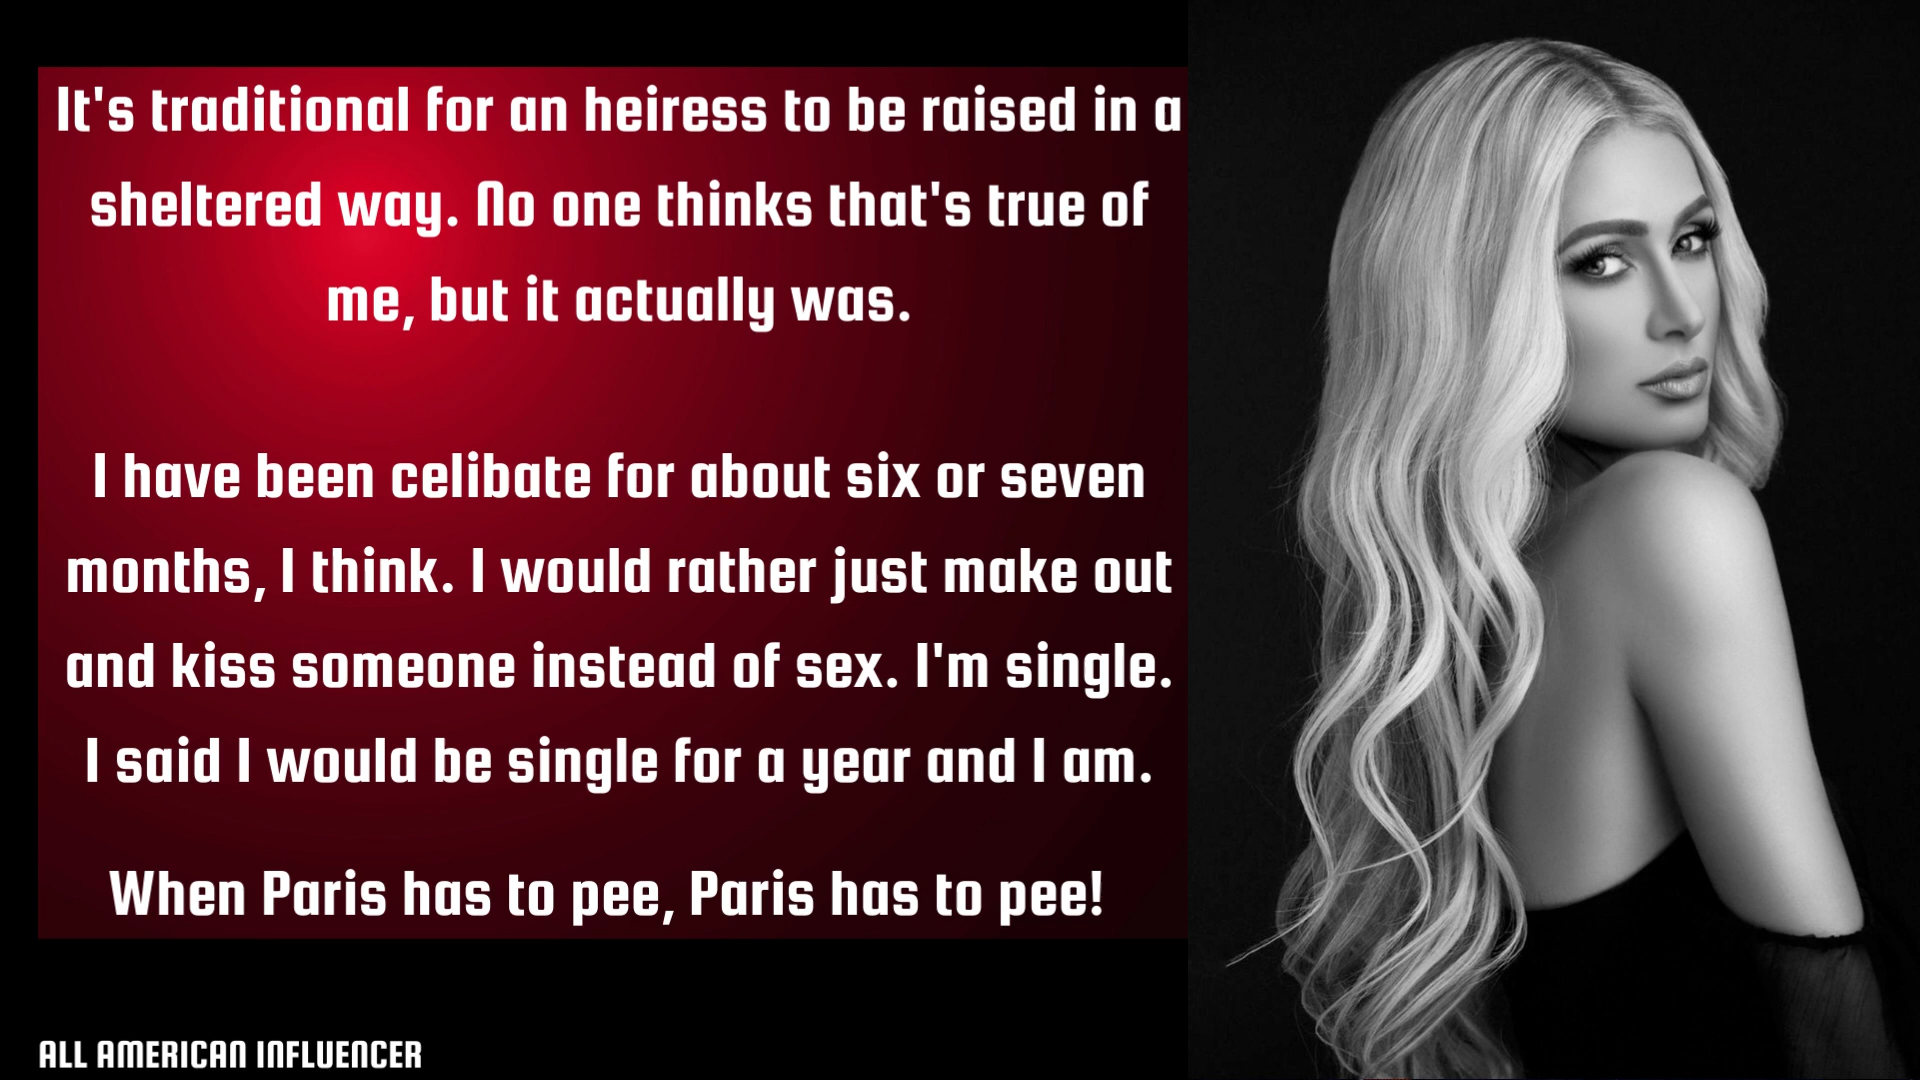 It's traditional for an heiress to be raised in a
sheltered way. No one thinks that's true of
me, but it actually was.
I have been celibate for about six or seven
months, I think. I would rather just make out
and kiss someone instead of sex. I'm single.
I said I would be single for a year and I am.
When Paris has to pee, Paris has to pee!
ALL AMERICAN INFLUENCER